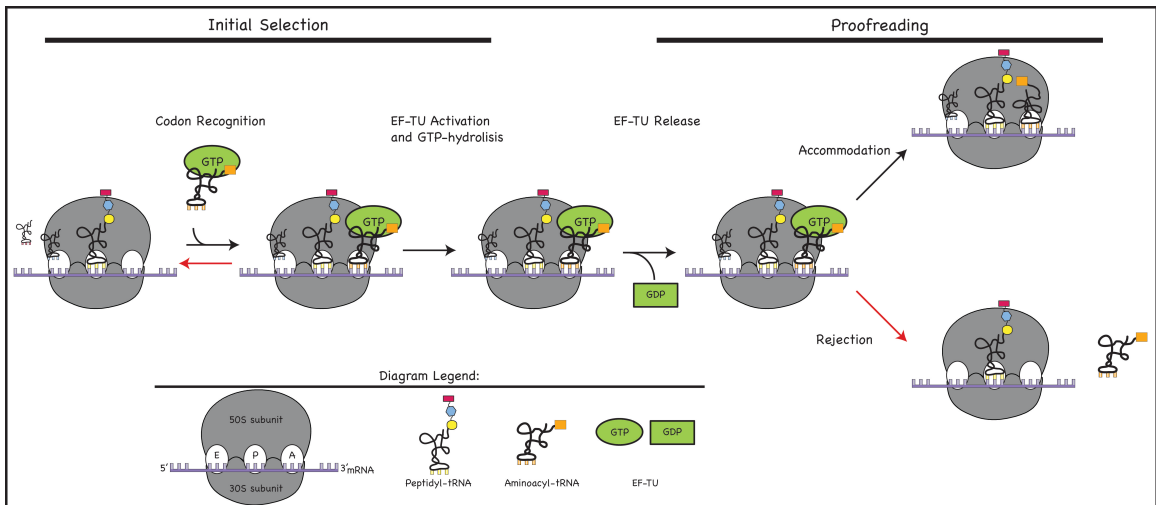 Initial Selection
Proofreading
Codon Recognition
EF-TU Activation
and GTP-hydrolisis
EF-TU Release
Accommodation
GTP
GTP
GTP
GTP
GDP
Rejection
Diagram Legend:
50S subunit
E P A
5' 3' mRNA
30S subunit
GTP GDP
Peptidyl-tRNA Aminoacyl-tRNA EF-TU